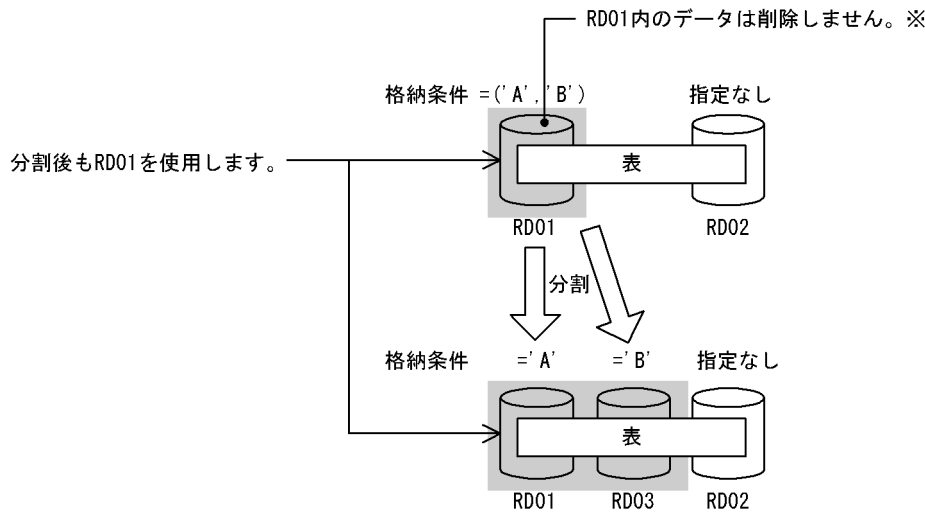 RD01内のデータは削除しません。※
格納条件 =('A','B') 指定なし
分割後もRD01を使用します。
表
RD01 RD02
分割
格納条件 ='A' ='B' 指定なし
表
RD01 RD03 RD02